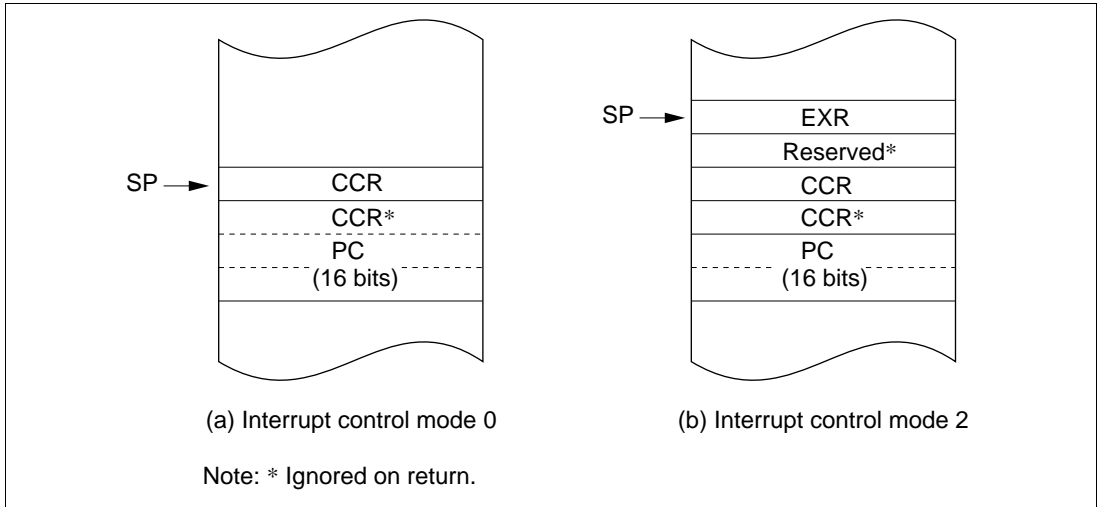 SP
CCR
CCR*
PC
(16 bits)
(a) Interrupt control mode 0
SP
EXR
Reserved*
CCR
CCR*
PC
(16 bits)
(b) Interrupt control mode 2
Note: * Ignored on return.